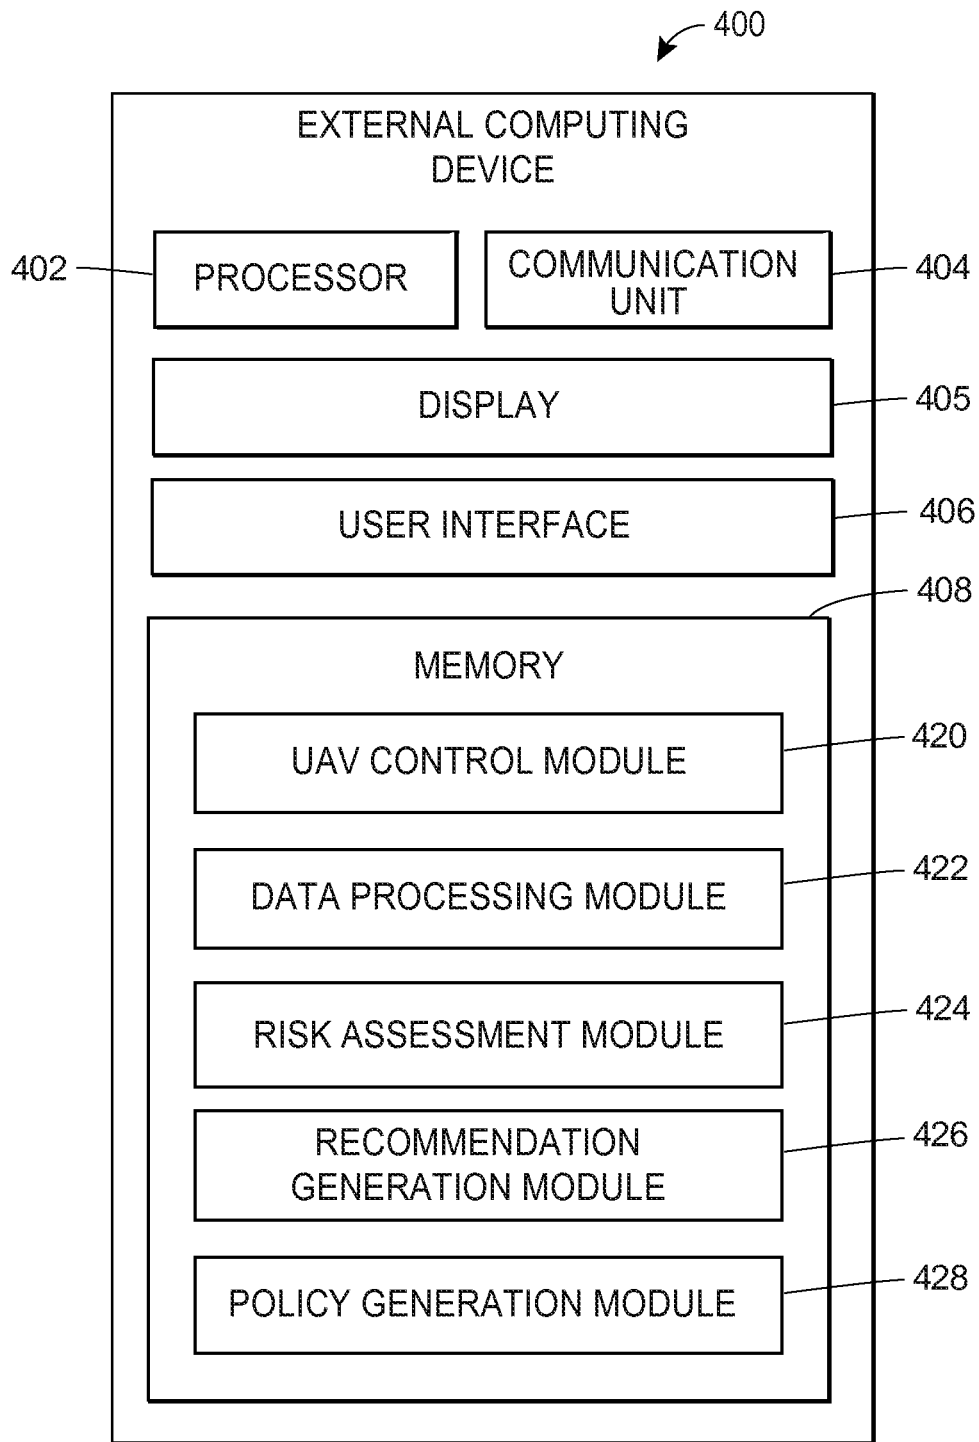 400
EXTERNAL COMPUTING
DEVICE
402
PROCESSOR
COMMUNICATION
UNIT
404
DISPLAY
405
USER INTERFACE
406
408
MEMORY
UAV CONTROL MODULE
420
DATA PROCESSING MODULE
422
RISK ASSESSMENT MODULE
424
RECOMMENDATION
GENERATION MODULE
426
POLICY GENERATION MODULE
428